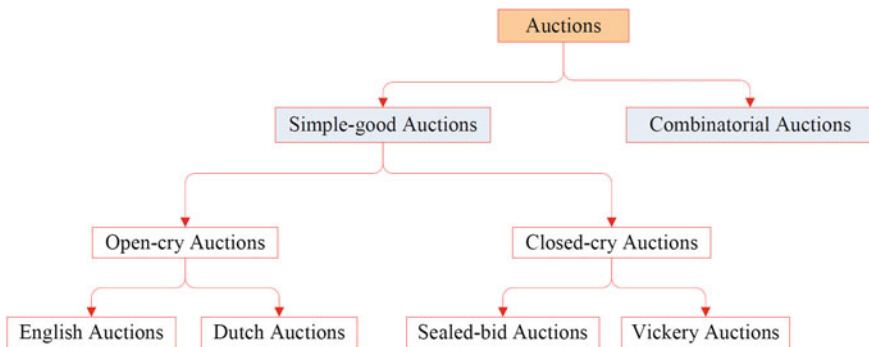 Auctions
Simple-good Auctions
Combinatorial Auctions
Open-cry Auctions
Closed-cry Auctions
English Auctions
Dutch Auctions
Sealed-bid Auctions
Vickery Auctions